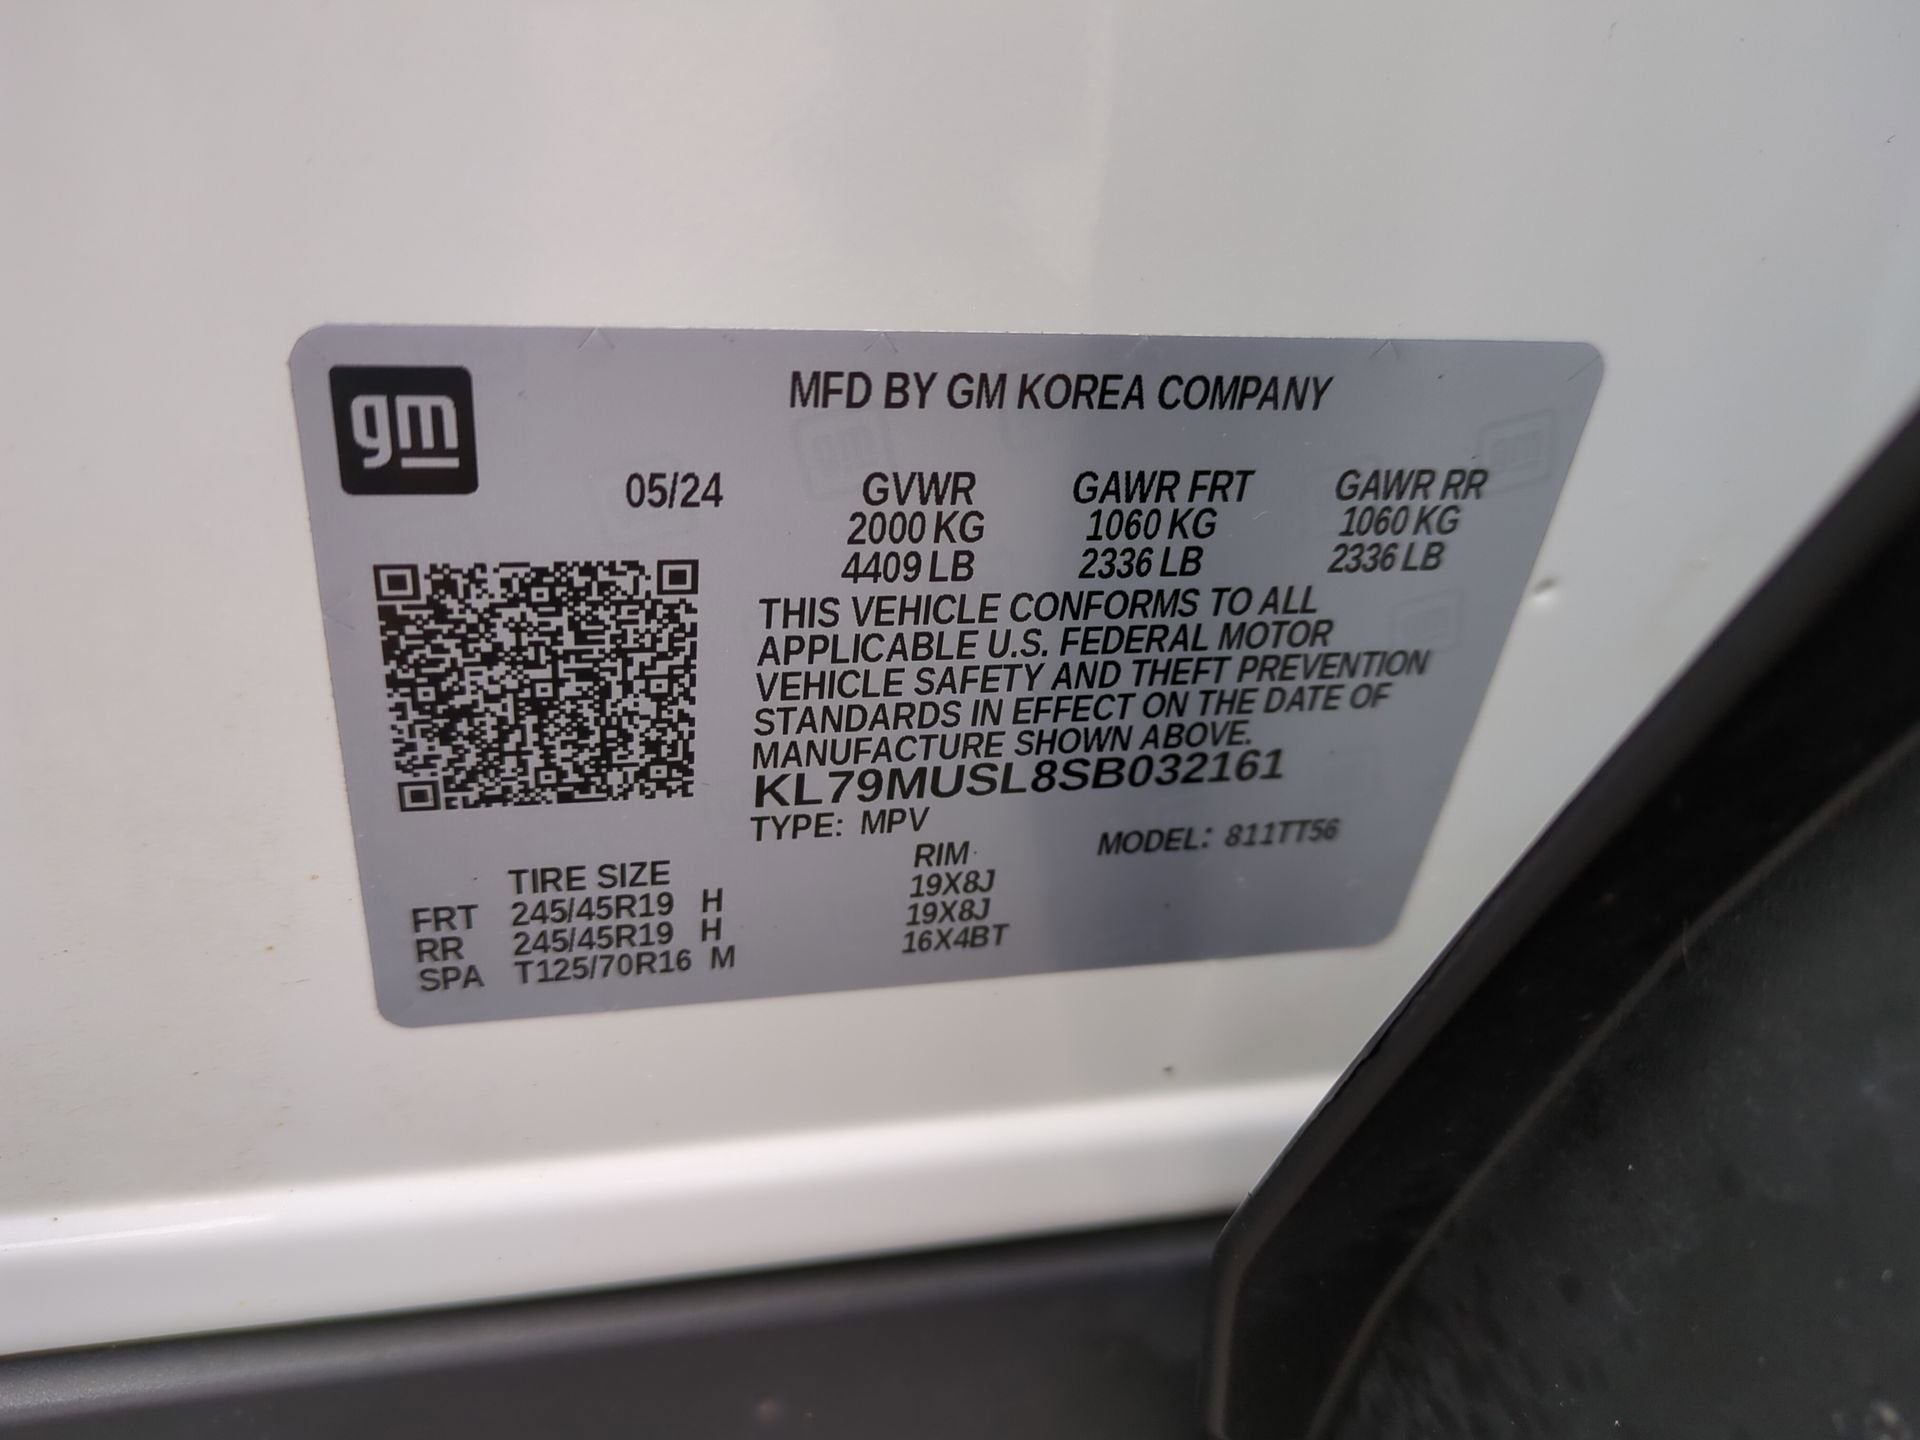 gm
MFD BY GM KOREA COMPANY
05/24 GVWR GAWR FRT GAWR RR
2000 KG 1060 KG 1060 KG
4409 LB 2336 LB 2336 LB
THIS VEHICLE CONFORMS TO ALL
APPLICABLE U.S. FEDERAL MOTOR
VEHICLE SAFETY AND THEFT PREVENTION
STANDARDS IN EFFECT ON THE DATE OF
MANUFACTURE SHOWN ABOVE.
KL79MUSL8SB032161
TYPE: MPV MODEL: 811TT56
TIRE SIZE RIM
FRT 245/45R19 H 19X8J
RR 245/45R19 H 19X8J
SPA T125/70R16 M 16X4BT